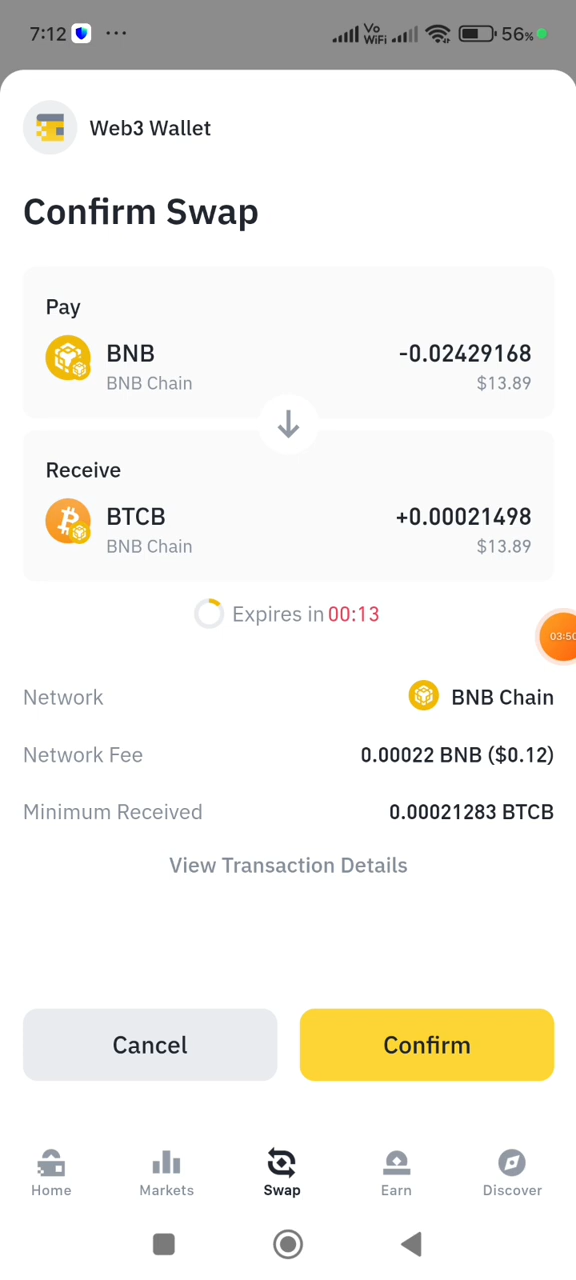 7:12 ... Vo WiFi 56%
Web3 Wallet
Confirm Swap
Pay
BNB -0.02429168
BNB Chain $13.89
Receive
BTCB +0.00021498
BNB Chain $13.89
Expires in 00:13
03:50
Network BNB Chain
Network Fee 0.00022 BNB ($0.12)
Minimum Received 0.00021283 BTCB
View Transaction Details
Cancel Confirm
Home Markets Swap Earn Discover